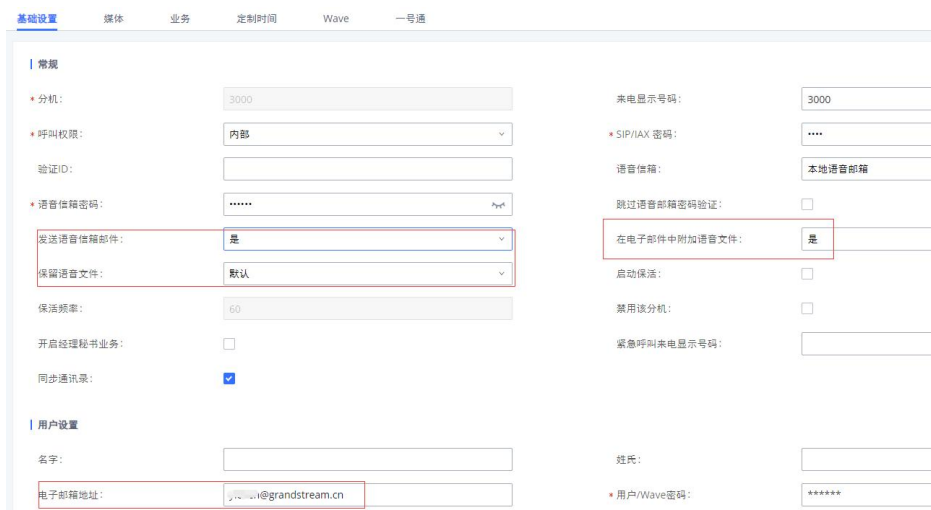 基础设置 媒体 业务 定制时间 Wave 一号通
常规
* 分机: 3000 来电显示号码: 3000
* 呼叫权限: 内部 * SIP/IAX 密码: ••••
验证ID: 语音信箱: 本地语音邮箱
* 语音信箱密码: •••••• 跳过语音邮箱密码验证:
发送语音信箱邮件: 是 在电子邮件中附加语音文件: 是
保留语音文件: 默认 启动保活:
保活频率: 60 禁用该分机:
开启经理秘书业务: 紧急呼叫来电显示号码:
同步通讯录:
用户设置
名字: 姓氏:
电子邮箱地址: @grandstream.cn * 用户/Wave密码: ******